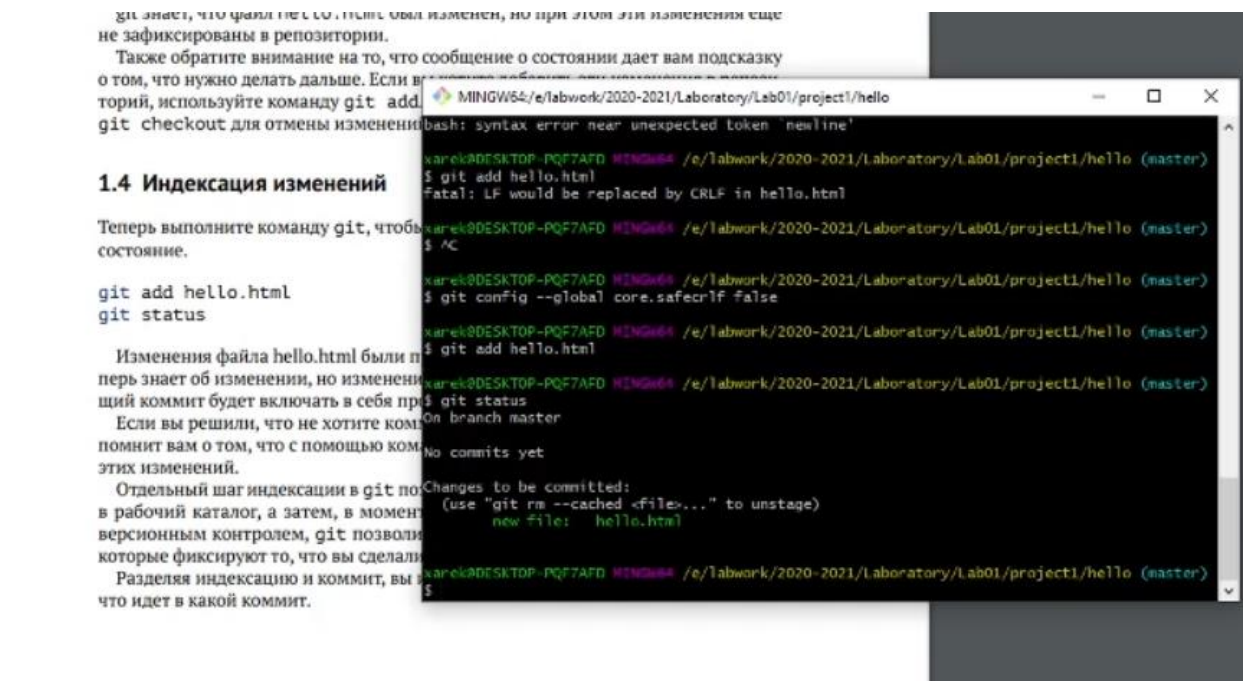 git знает, что файл hello.html был изменен, но при этом эти изменения еще
не зафиксированы в репозитории.
Также обратите внимание на то, что сообщение о состоянии дает вам подсказку
о том, что нужно делать дальше. Если вы хотите добавить эти изменения в репози-
торий, используйте команду git add.
git checkout для отмены изменени
1.4 Индексация изменений
Теперь выполните команду git, чтобы
состояние.
git add hello.html
git status
Изменения файла hello.html были п
перь знает об изменении, но изменени
щий коммит будет включать в себя пр
Если вы решили, что не хотите ком
помнит вам о том, что с помощью ком
этих изменений.
Отдельный шаг индексации в git по
в рабочий каталог, а затем, в момент
версионным контролем, git позволи
которые фиксируют то, что вы сделали
Разделяя индексацию и коммит, вы
что идет в какой коммит.
MINGW64:/e/labwork/2020-2021/Laboratory/Lab01/project1/hello
bash: syntax error near unexpected token `newline'
xarek@DESKTOP-PQF7AFD MINGW64 /e/labwork/2020-2021/Laboratory/Lab01/project1/hello (master)
$ git add hello.html
fatal: LF would be replaced by CRLF in hello.html
xarek@DESKTOP-PQF7AFD MINGW64 /e/labwork/2020-2021/Laboratory/Lab01/project1/hello (master)
$ ^C
xarek@DESKTOP-PQF7AFD MINGW64 /e/labwork/2020-2021/Laboratory/Lab01/project1/hello (master)
$ git config --global core.safecrlf false
xarek@DESKTOP-PQF7AFD MINGW64 /e/labwork/2020-2021/Laboratory/Lab01/project1/hello (master)
$ git add hello.html
xarek@DESKTOP-PQF7AFD MINGW64 /e/labwork/2020-2021/Laboratory/Lab01/project1/hello (master)
$ git status
On branch master
No commits yet
Changes to be committed:
(use "git rm --cached <file>..." to unstage)
new file: hello.html
xarek@DESKTOP-PQF7AFD MINGW64 /e/labwork/2020-2021/Laboratory/Lab01/project1/hello (master)
$